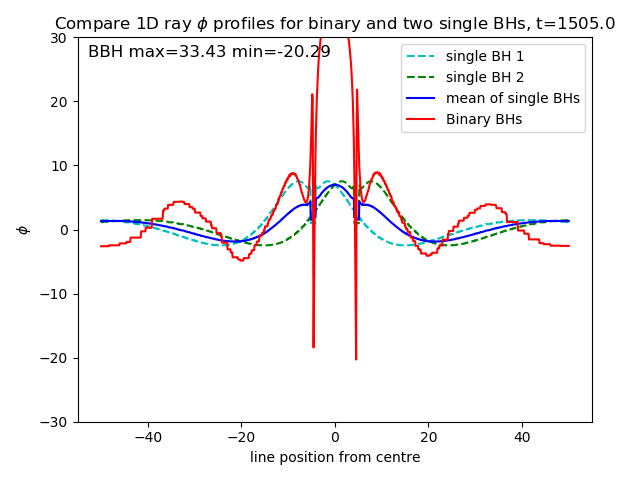 Compare 1D ray ϕ profiles for binary and two single BHs, t=1505.0
BBH max=33.43 min=-20.29
single BH 1
single BH 2
mean of single BHs
Binary BHs
30
20
10
0
−10
−20
−30
ϕ
−40
−20
0
20
40
line position from centre